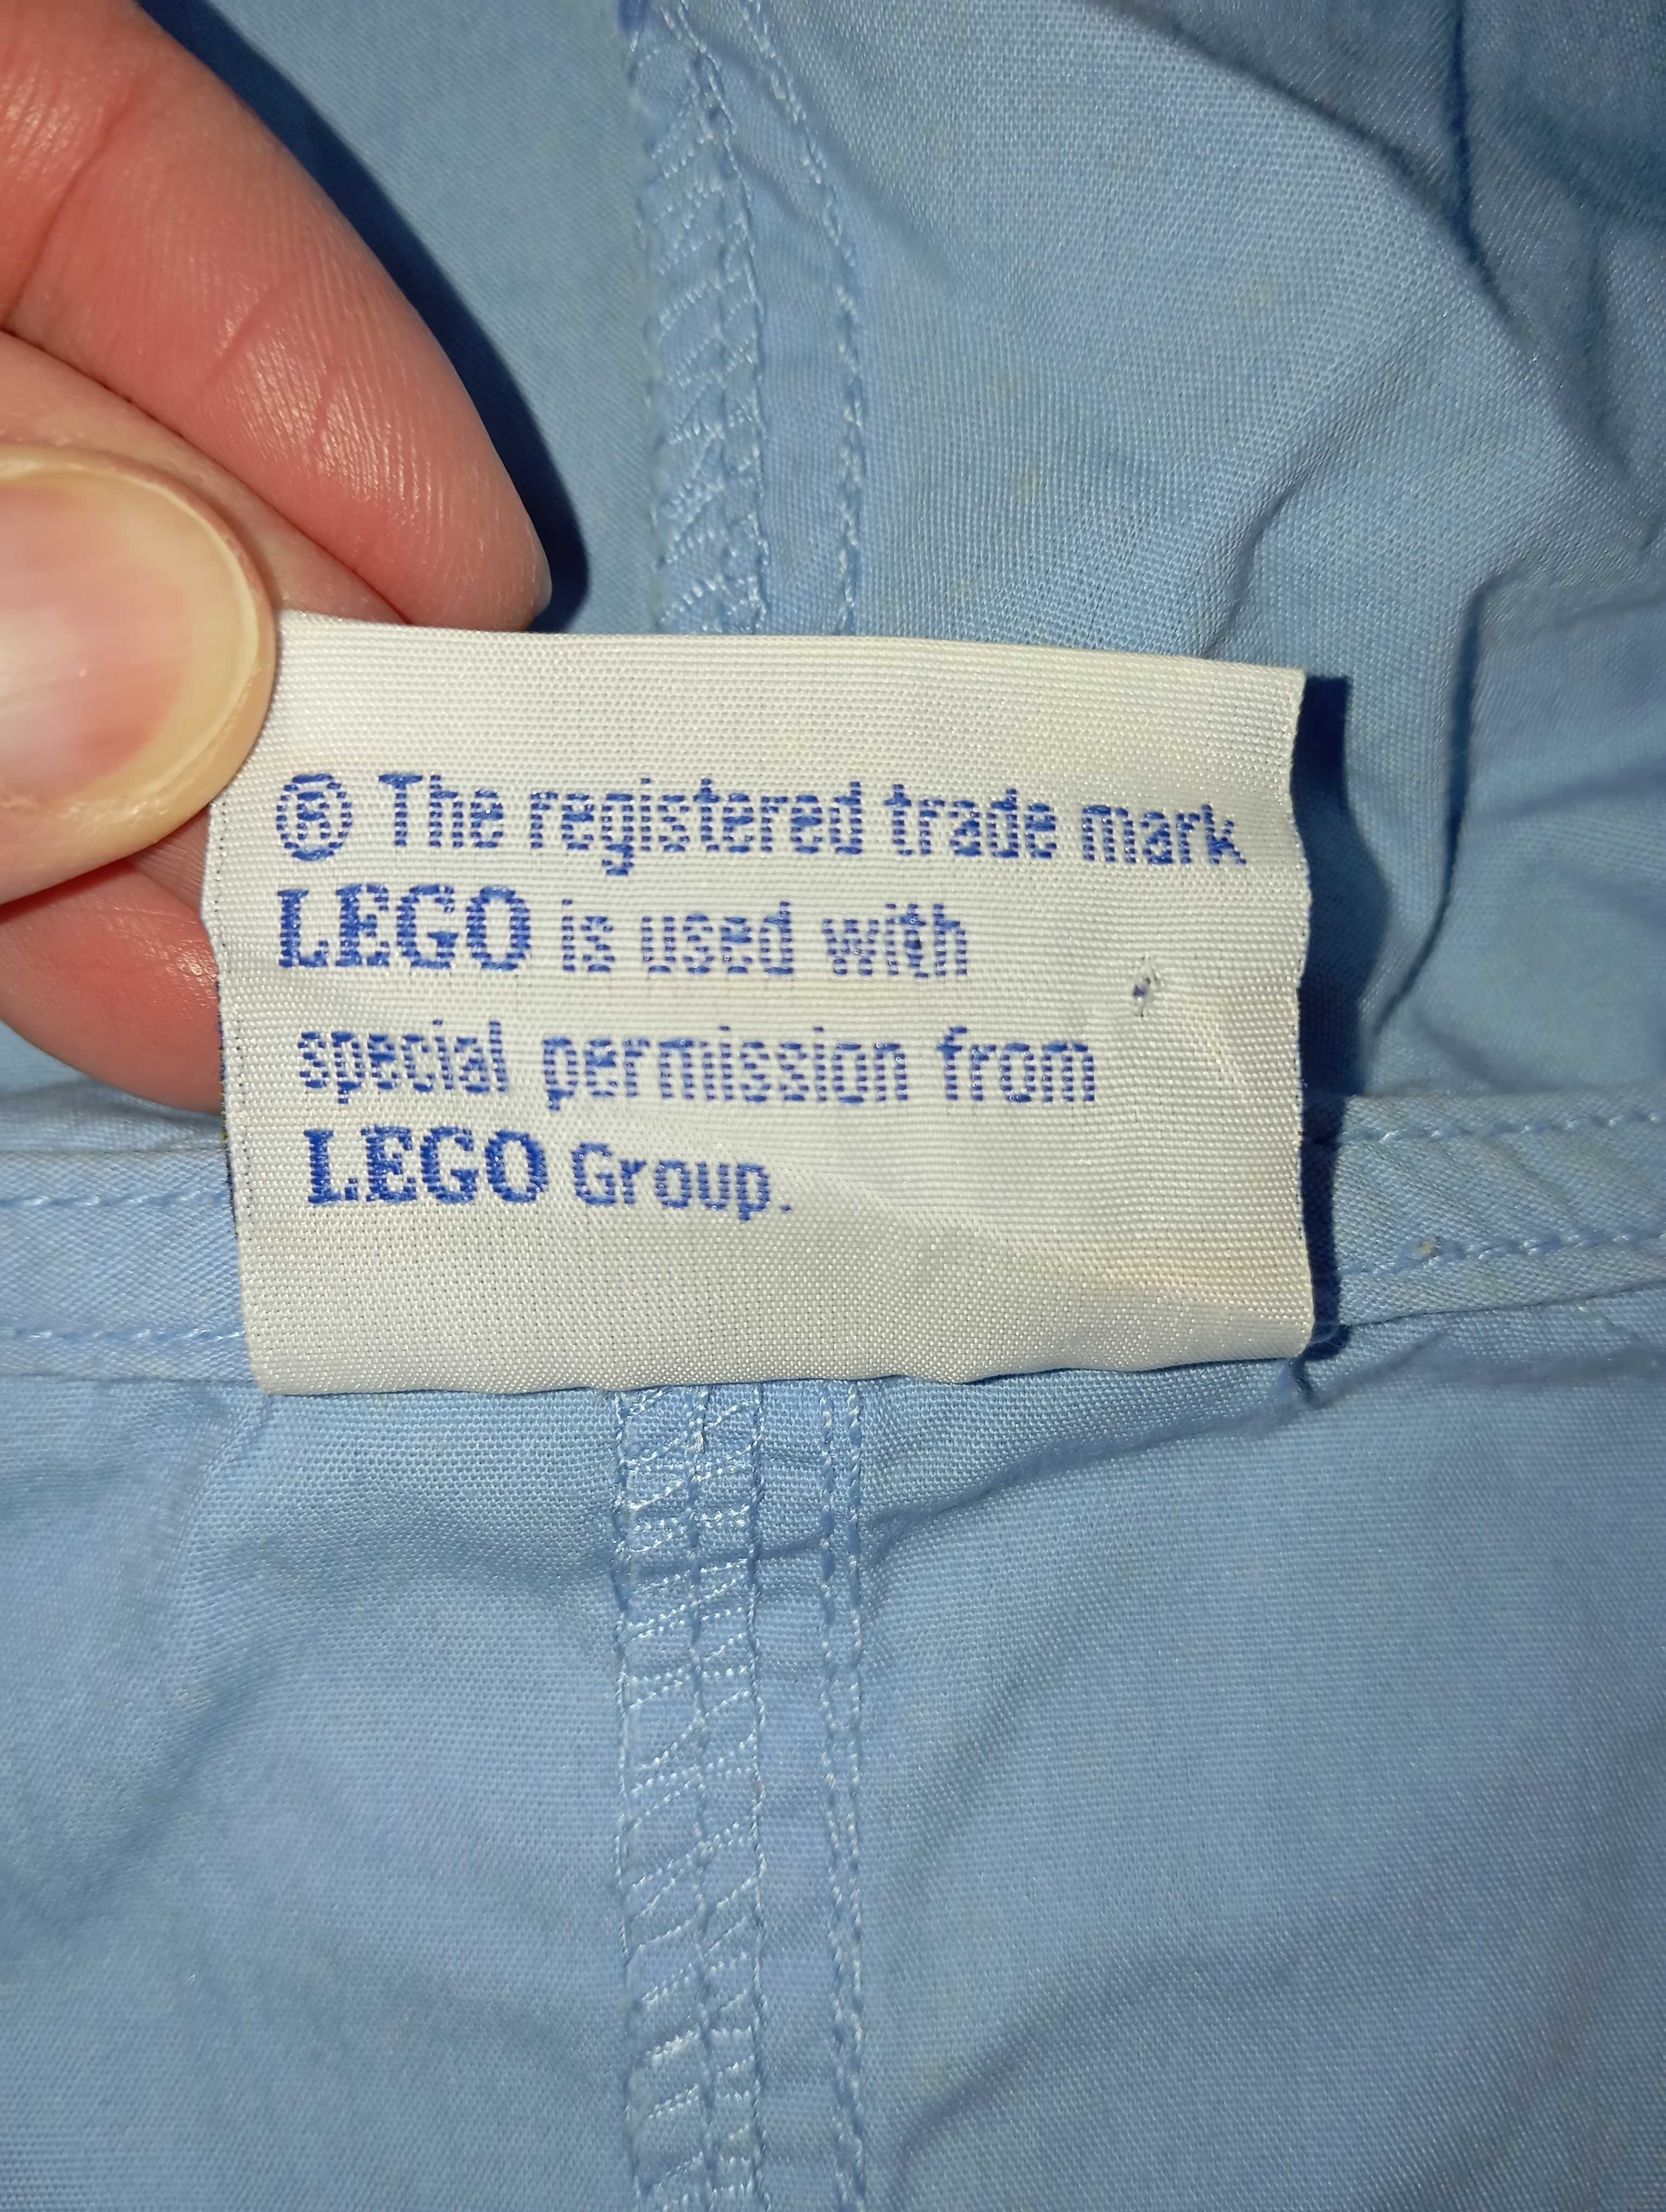 ® The registered trade mark
LEGO is used with
special permission from
LEGO Group.